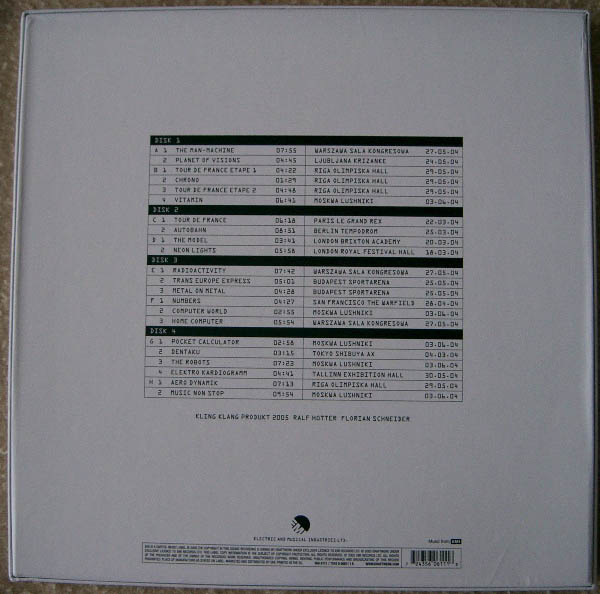 DISK 1
A 1 THE MAN-MACHINE 07:55 WARSZAWA SALA KONGRESOWA 27.05.04
2 PLANET OF VISIONS 04:45 LJUBLJANA KRIZANKE 24.05.04
B 1 TOUR DE FRANCE ETAPE 1 04:22 RIGA OLIMPISKA HALL 29.05.04
2 CHRONO 01:29 RIGA OLIMPISKA HALL 29.05.04
3 TOUR DE FRANCE ETAPE 2 04:48 RIGA OLIMPISKA HALL 29.05.04
4 VITAMIN 06:41 MOSKWA LUSHNIKI 03.06.04
DISK 2
C 1 TOUR DE FRANCE 06:18 PARIS LE GRAND REX 22.03.04
2 AUTOBAHN 08:51 BERLIN TEMPODROM 25.03.04
D 1 THE MODEL 03:41 LONDON BRIXTON ACADEMY 20.03.04
2 NEON LIGHTS 05:58 LONDON ROYAL FESTIVAL HALL 18.03.04
DISK 3
E 1 RADIOACTIVITY 07:42 WARSZAWA SALA KONGRESOWA 27.05.04
2 TRANS EUROPE EXPRESS 05:01 BUDAPEST SPORTARENA 25.05.04
3 METAL ON METAL 04:28 BUDAPEST SPORTARENA 25.05.04
F 1 NUMBERS 04:27 SAN FRANCISCO THE WARFIELD 28.04.04
2 COMPUTER WORLD 02:55 MOSKWA LUSHNIKI 03.06.04
3 HOME COMPUTER 05:54 WARSZAWA SALA KONGRESOWA 27.05.04
DISK 4
G 1 POCKET CALCULATOR 02:58 MOSKWA LUSHNIKI 03.06.04
2 DENTAKU 03:15 TOKYO SHIBUYA AX 04.03.04
3 THE ROBOTS 07:23 MOSKWA LUSHNIKI 03.06.04
4 ELEKTRO KARDIOGRAMM 04:41 TALLINN EXHIBITION HALL 30.05.04
H 1 AERO DYNAMIK 07:13 RIGA OLIMPISKA HALL 29.05.04
2 MUSIC NON STOP 09:54 MOSKWA LUSHNIKI 03.06.04
KLING KLANG PRODUKT 2005 RALF HÜTTER FLORIAN SCHNEIDER
ELECTRIC AND MUSICAL INDUSTRIES LTD.
Music from EMI